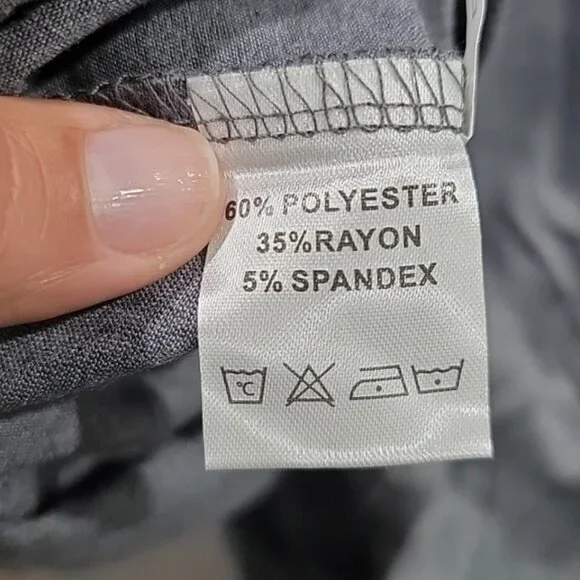 60% POLYESTER
35%RAYON
5% SPANDEX
°C